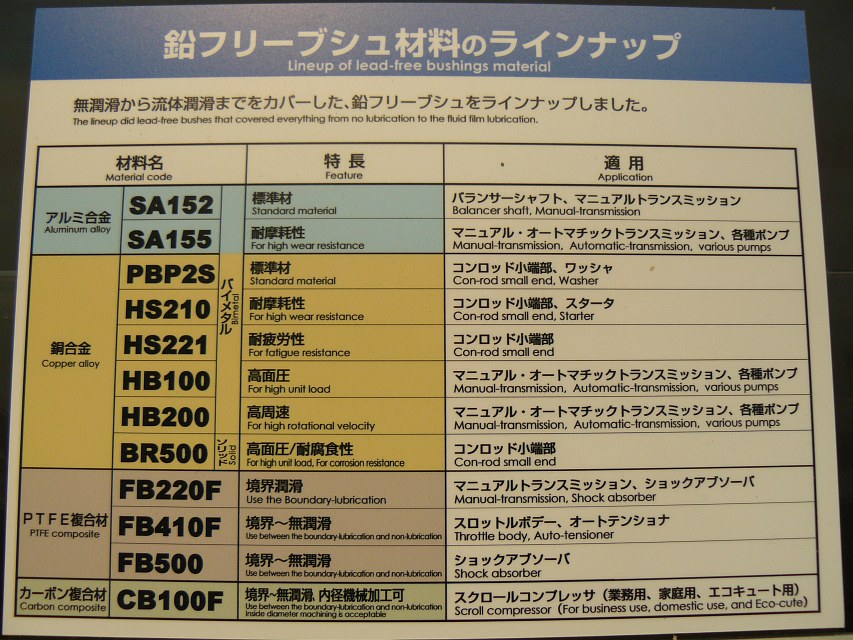 鉛フリーブシュ材料のラインナップ
Lineup of lead-free bushings material
無潤滑から流体潤滑までをカバーした、鉛フリーブシュをラインナップしました。
The lineup did lead-free bushes that covered everything from no lubrication to the fluid film lubrication.
材料名
Material code
特 長
Feature
適 用
Application
アルミ合金
Aluminum alloy
バイメタル
Bimetal
SA152
標準材
Standard material
バランサーシャフト、マニュアルトランスミッション
Balancer shaft, Manual-transmission
SA155
耐摩耗性
For high wear resistance
マニュアル・オートマチックトランスミッション、各種ポンプ
Manual-transmission, Automatic-transmission, various pumps
銅合金
Copper alloy
PBP2S
標準材
Standard material
コンロッド小端部、ワッシャ
Con-rod small end, Washer
HS210
耐摩耗性
For high wear resistance
コンロッド小端部、スタータ
Con-rod small end, Starter
HS221
耐疲労性
For fatigue resistance
コンロッド小端部
Con-rod small end
HB100
高面圧
For high unit load
マニュアル・オートマチックトランスミッション、各種ポンプ
Manual-transmission, Automatic-transmission, various pumps
HB200
高周速
For high rotational velocity
マニュアル・オートマチックトランスミッション、各種ポンプ
Manual-transmission, Automatic-transmission, various pumps
BR500
ソリッド
Solid
高面圧/耐腐食性
For high unit load, For corrosion resistance
コンロッド小端部
Con-rod small end
PTFE複合材
PTFE composite
FB220F
境界潤滑
Use the Boundary-lubrication
マニュアルトランスミッション、ショックアブソーバ
Manual-transmission, Shock absorber
FB410F
境界～無潤滑
Use between the boundary-lubrication and non-lubrication
スロットルボデー、オートテンショナ
Throttle body, Auto-tensioner
FB500
境界～無潤滑
Use between the boundary-lubrication and non-lubrication
ショックアブソーバ
Shock absorber
カーボン複合材
Carbon composite
CB100F
境界～無潤滑、内径機械加工可
Use between the boundary-lubrication and non-lubrication
Inside diameter machining is acceptable
スクロールコンプレッサ（業務用、家庭用、エコキュート用）
Scroll compressor (For business use, domestic use, and Eco-cute)